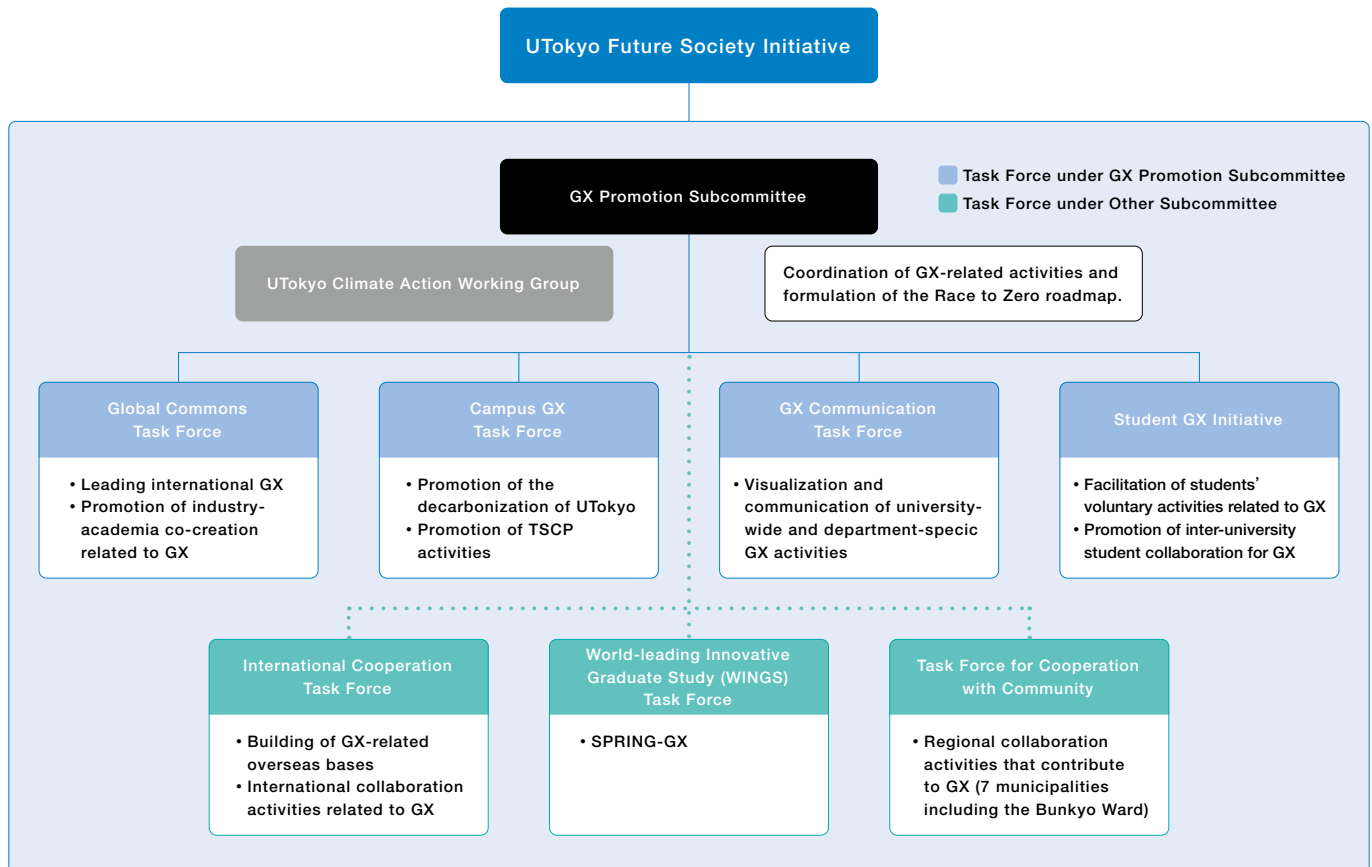 UTokyo Future Society Initiative
GX Promotion Subcommittee
Task Force under GX Promotion Subcommittee
Task Force under Other Subcommittee
UTokyo Climate Action Working Group
Coordination of GX-related activities and
formulation of the Race to Zero roadmap.
Global Commons
Task Force
• Leading international GX
• Promotion of industry-
academia co-creation
related to GX
Campus GX
Task Force
• Promotion of the
decarbonization of UTokyo
• Promotion of TSCP
activities
GX Communication
Task Force
• Visualization and
communication of university-
wide and department-specic
GX activities
Student GX Initiative
• Facilitation of students’
voluntary activities related to GX
• Promotion of inter-university
student collaboration for GX
International Cooperation
Task Force
• Building of GX-related
overseas bases
• International collaboration
activities related to GX
World-leading Innovative
Graduate Study (WINGS)
Task Force
• SPRING-GX
Task Force for Cooperation
with Community
• Regional collaboration
activities that contribute
to GX (7 municipalities
including the Bunkyo Ward)